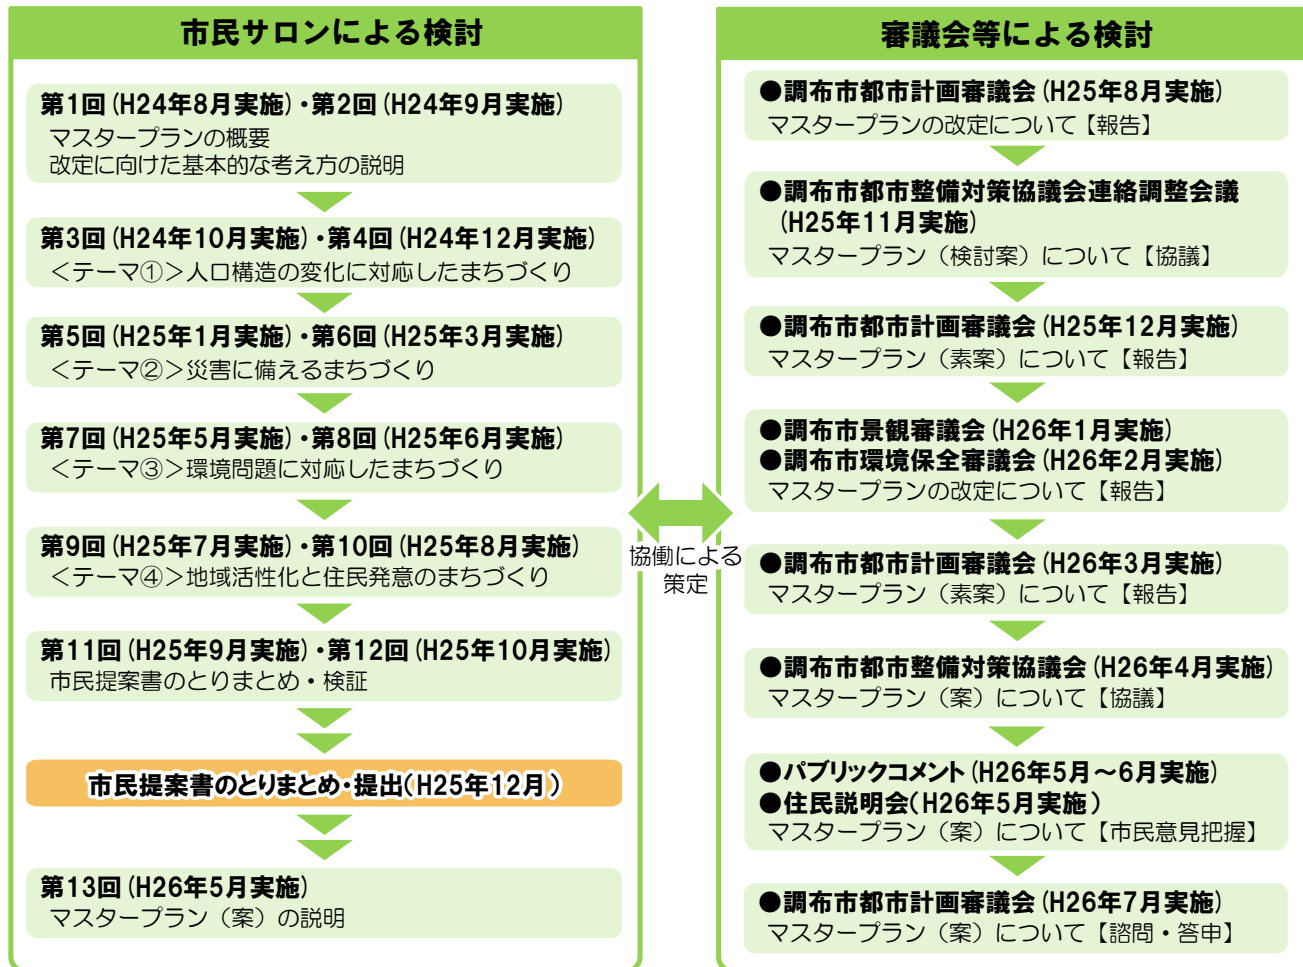 市民サロンによる検討
第1回(H24年8月実施)・第2回(H24年9月実施)
マスタープランの概要
改定に向けた基本的な考え方の説明
第3回(H24年10月実施)・第4回(H24年12月実施)
＜テーマ①＞人口構造の変化に対応したまちづくり
第5回(H25年1月実施)・第6回(H25年3月実施)
＜テーマ②＞災害に備えるまちづくり
第7回(H25年5月実施)・第8回(H25年6月実施)
＜テーマ③＞環境問題に対応したまちづくり
第9回(H25年7月実施)・第10回(H25年8月実施)
＜テーマ④＞地域活性化と住民発意のまちづくり
第11回(H25年9月実施)・第12回(H25年10月実施)
市民提案書のとりまとめ・検証
市民提案書のとりまとめ・提出(H25年12月)
第13回(H26年5月実施)
マスタープラン（案）の説明
協働による
策定
審議会等による検討
●調布市都市計画審議会(H25年8月実施)
マスタープランの改定について【報告】
●調布市都市整備対策協議会連絡調整会議
(H25年11月実施)
マスタープラン（検討案）について【協議】
●調布市都市計画審議会(H25年12月実施)
マスタープラン（素案）について【報告】
●調布市景観審議会(H26年1月実施)
●調布市環境保全審議会(H26年2月実施)
マスタープランの改定について【報告】
●調布市都市計画審議会(H26年3月実施)
マスタープラン（素案）について【報告】
●調布市都市整備対策協議会(H26年4月実施)
マスタープラン（案）について【協議】
●パブリックコメント(H26年5月～6月実施)
●住民説明会(H26年5月実施)
マスタープラン（案）について【市民意見把握】
●調布市都市計画審議会(H26年7月実施)
マスタープラン（案）について【諮問・答申】